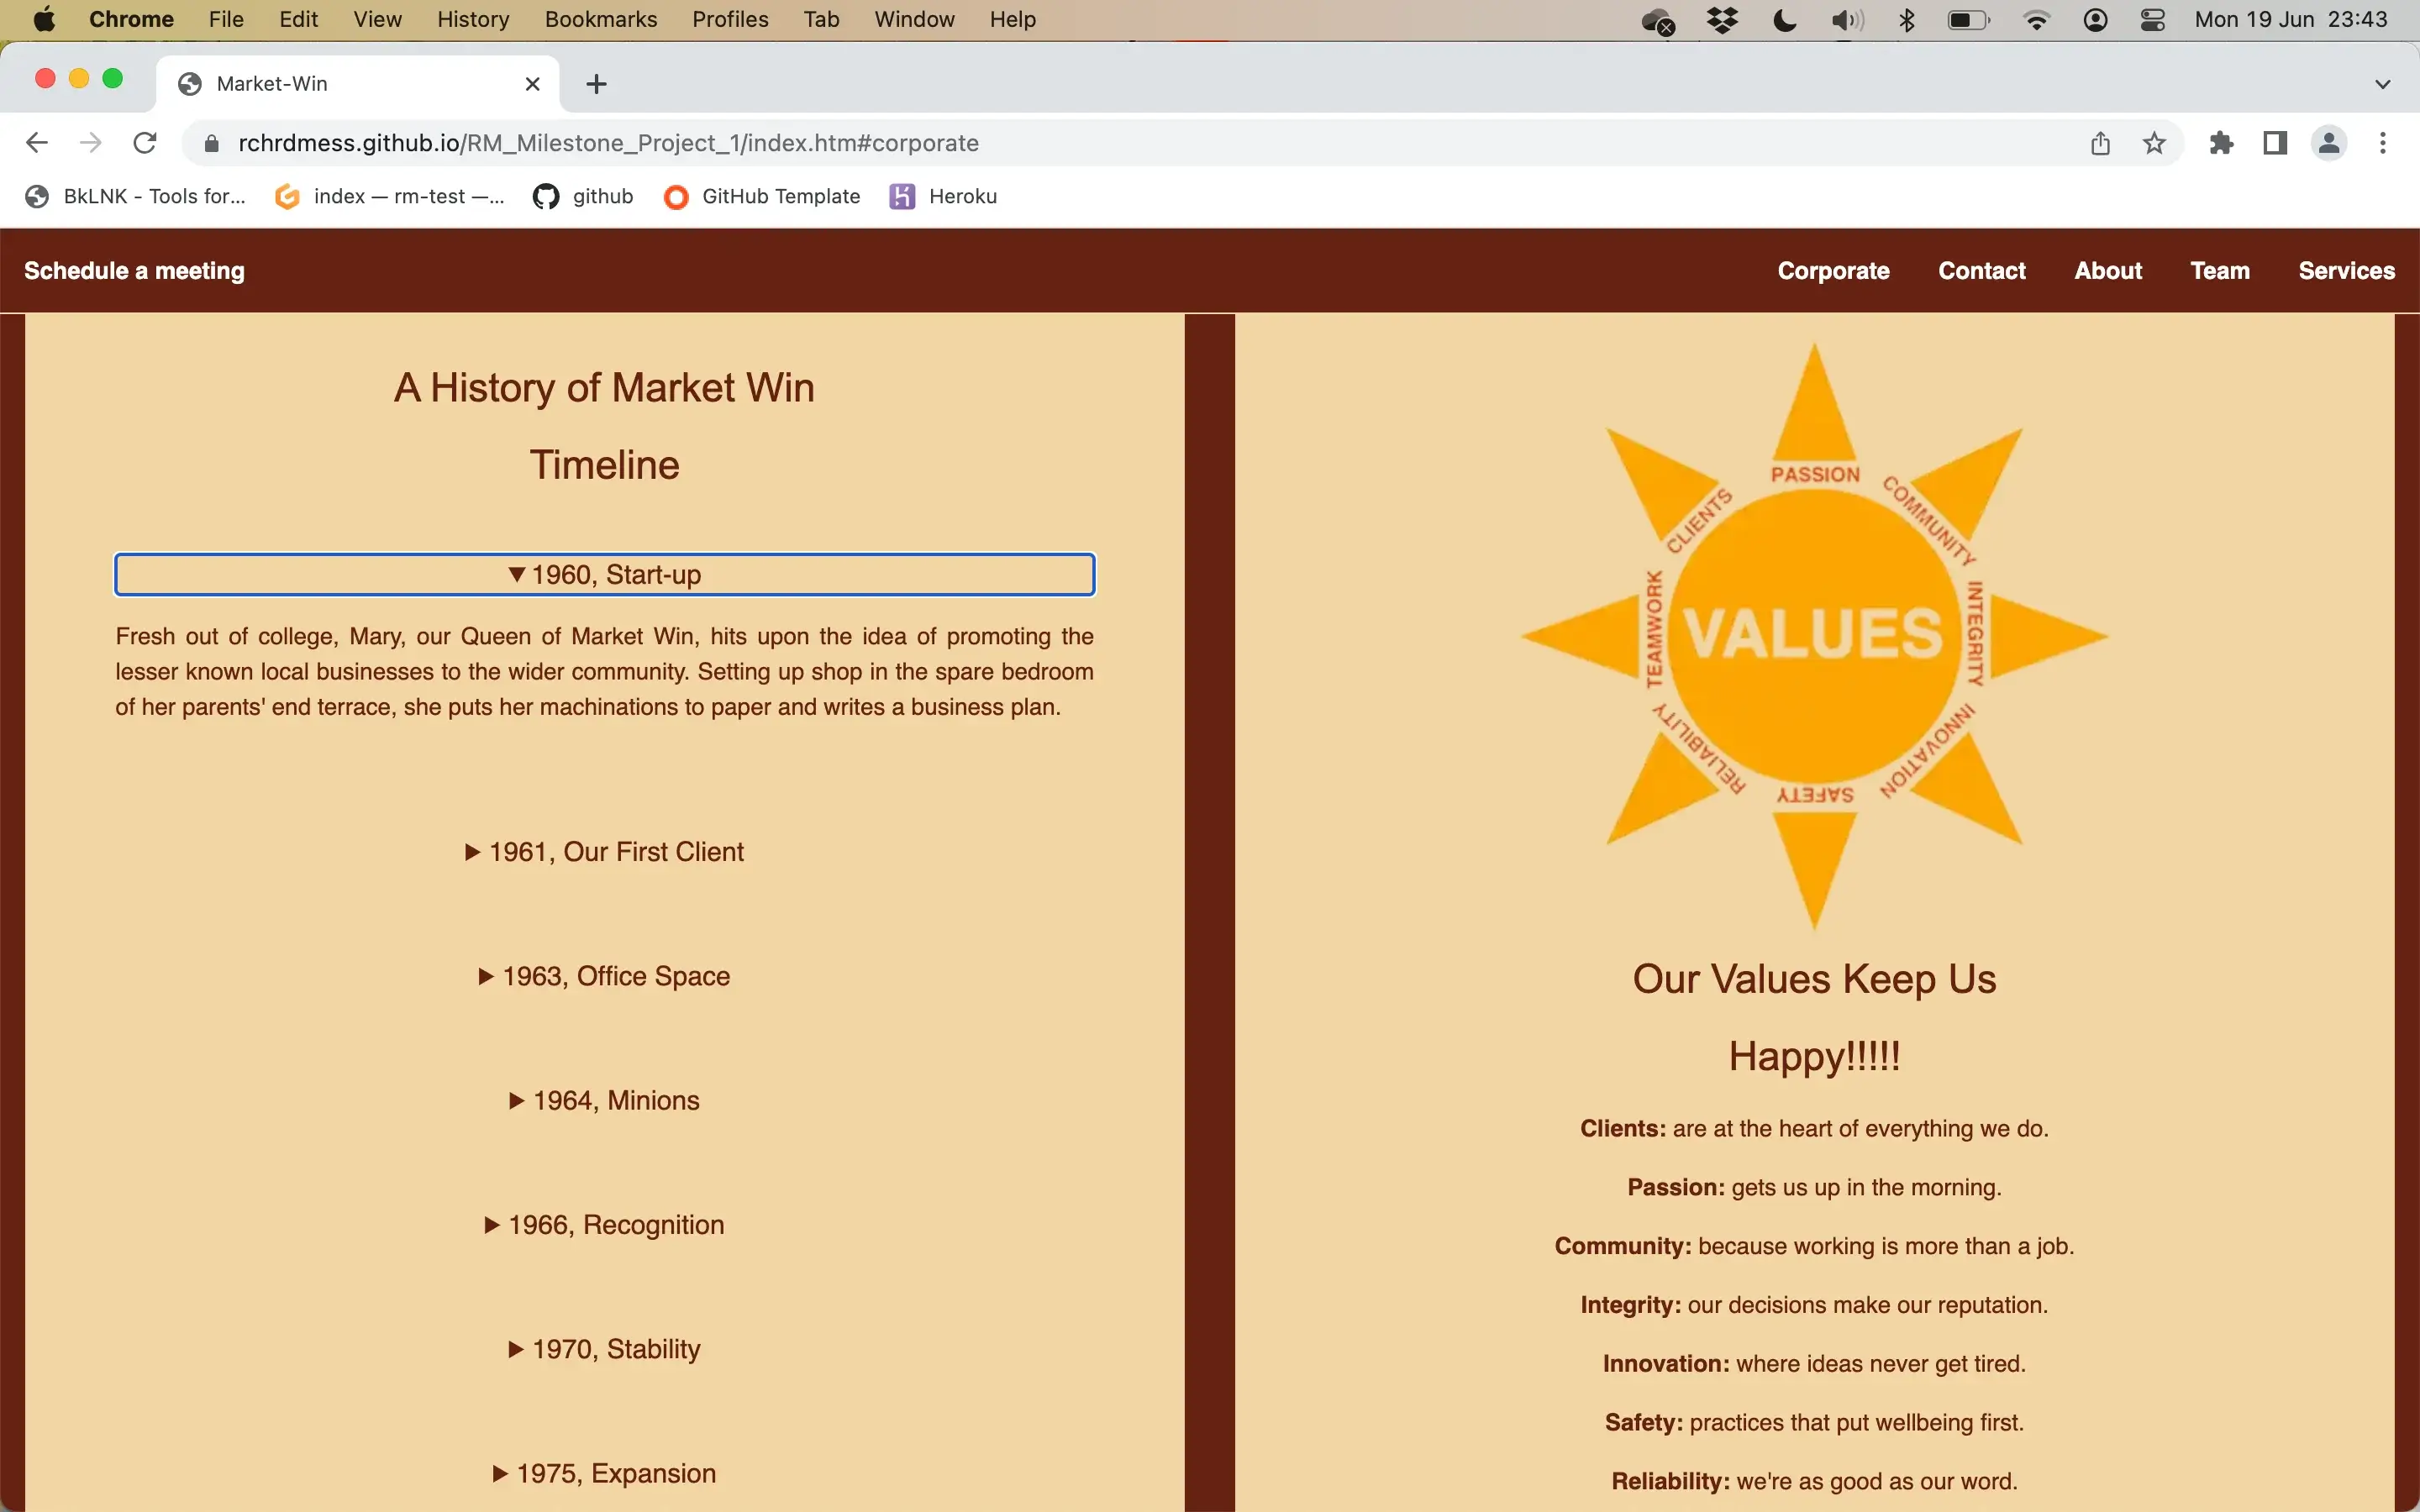 Chrome File Edit View History Bookmarks Profiles Tab Window Help Mon 19 Jun 23:43
Market-Win
rchrdmess.github.io/RM_Milestone_Project_1/index.htm#corporate
BkLNK - Tools for... index — rm-test —... github GitHub Template Heroku
Schedule a meeting Corporate Contact About Team Services
A History of Market Win
Timeline
▼ 1960, Start-up
Fresh out of college, Mary, our Queen of Market Win, hits upon the idea of promoting the
lesser known local businesses to the wider community. Setting up shop in the spare bedroom
of her parents' end terrace, she puts her machinations to paper and writes a business plan.
▶ 1961, Our First Client
▶ 1963, Office Space
▶ 1964, Minions
▶ 1966, Recognition
▶ 1970, Stability
▶ 1975, Expansion
PASSION
COMMUNITY
INTEGRITY
INNOVATION
SAFETY
RELIABILITY
TEAMWORK
CLIENTS
VALUES
Our Values Keep Us
Happy!!!!!
Clients: are at the heart of everything we do.
Passion: gets us up in the morning.
Community: because working is more than a job.
Integrity: our decisions make our reputation.
Innovation: where ideas never get tired.
Safety: practices that put wellbeing first.
Reliability: we're as good as our word.